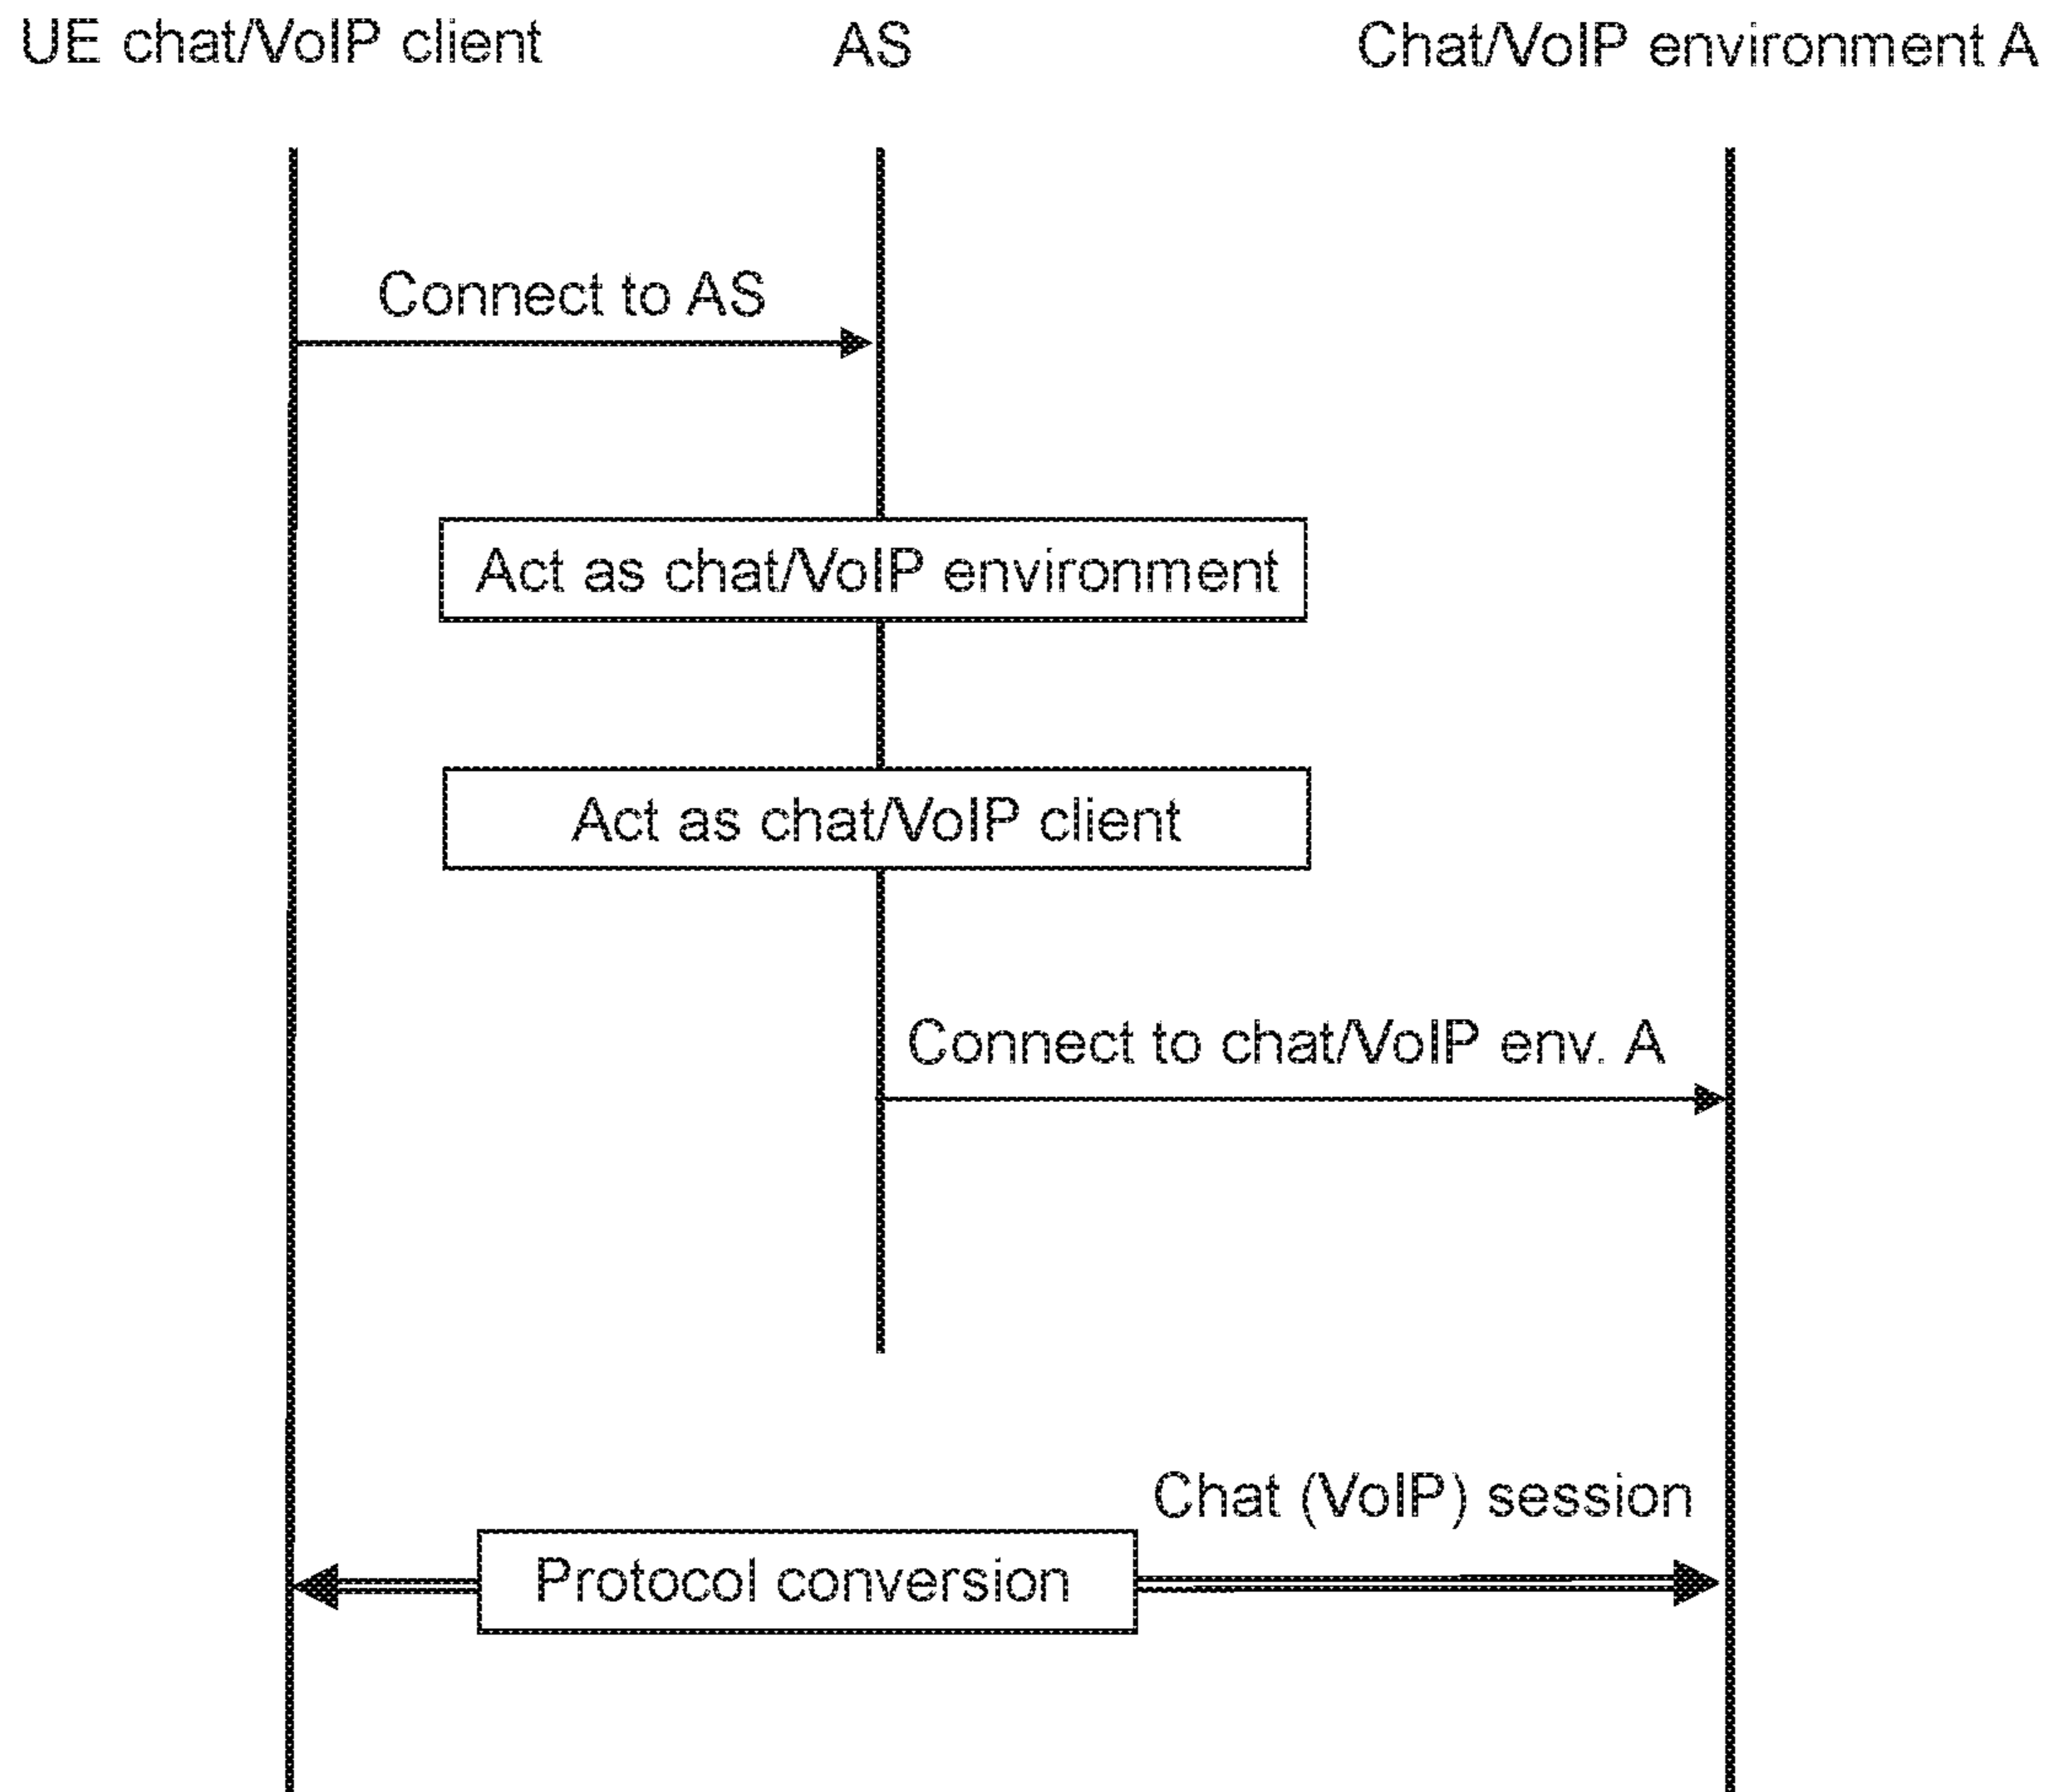 UE chat/VoIP client
AS
Chat/VoIP environment A
Connect to AS
Act as chat/VoIP environment
Act as chat/VoIP client
Connect to chat/VoIP env. A
Chat (VoIP) session
Protocol conversion